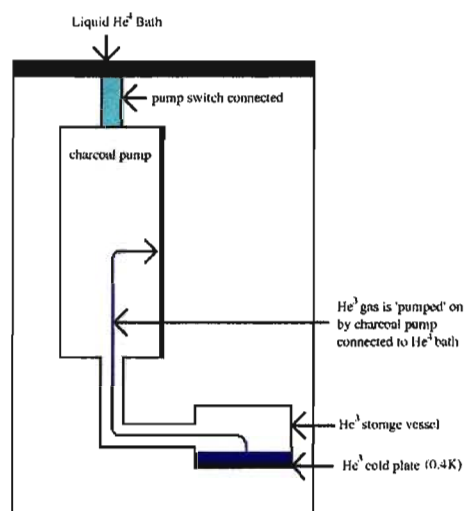 Liquid He⁴ Bath
pump switch connected
charcoal pump
He³ gas is 'pumped' on
by charcoal pump
connected to He⁴ bath
He³ storage vessel
He³ cold plate (0.4K)